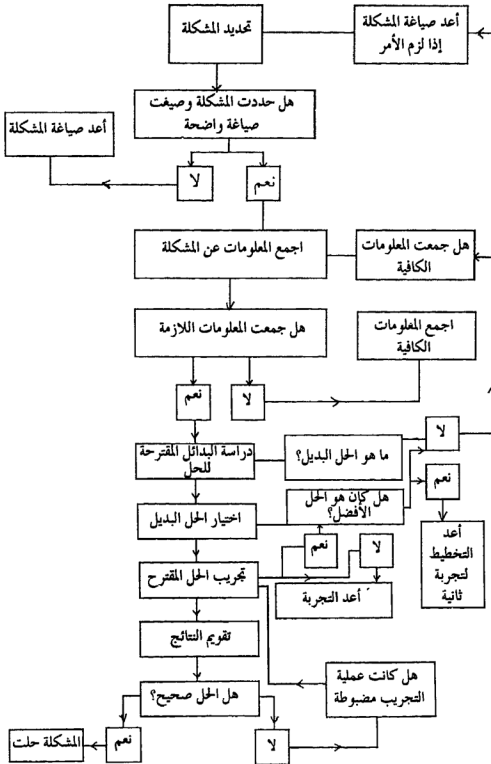 أعد صياغة المشكلة
إذا لزم الأمر
تحديد المشكلة
هل حددت المشكلة وصيغت
صياغة واضحة
أعد صياغة المشكلة
لا
نعم
هل جمعت المعلومات
الكافية
اجمع المعلومات عن المشكلة
هل جمعت المعلومات اللازمة
اجمع المعلومات
الكافية
نعم
لا
لا
ما هو الحل البديل؟
دراسة البدائل المقترحة
للحل
نعم
هل كان هو الحل
الأفضل؟
اختيار الحل البديل
أعد
التخطيط
لتجربة
ثانية
لا
نعم
تجريب الحل المقترح
أعد التجربة
تقويم النتائج
هل كانت عملية
التجريب مضبوطة
هل الحل صحيح؟
لا
نعم
المشكلة حلت